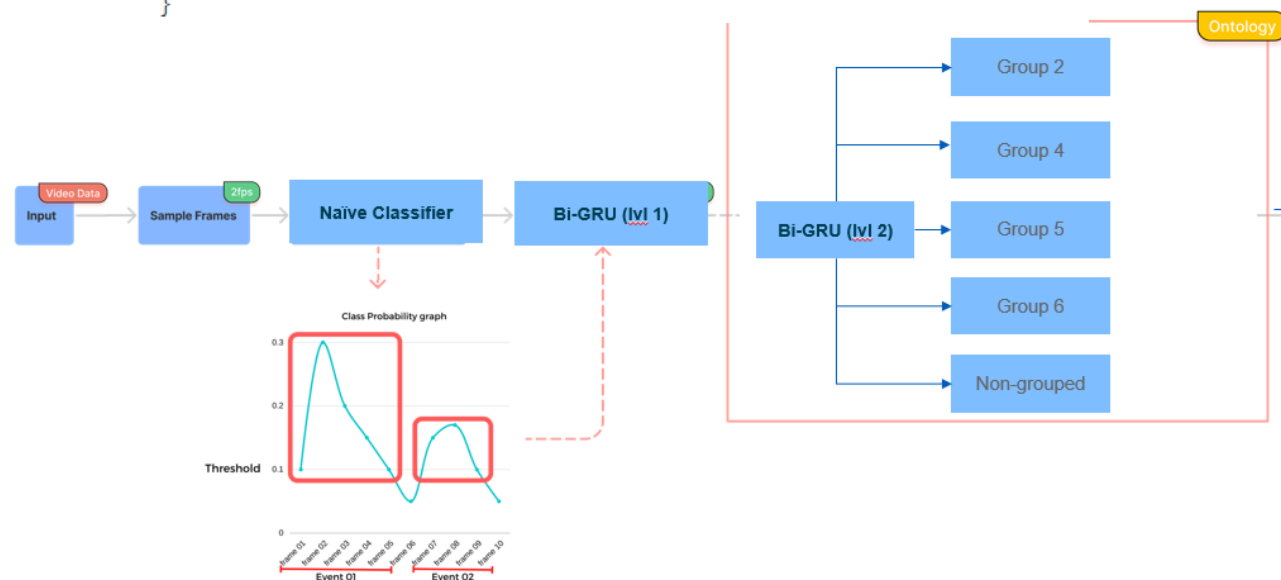 }
Ontology
Group 2
Group 4
Video Data
2fps
Input
Sample Frames
Naïve Classifier
Bi-GRU (lvl 1)
Bi-GRU (lvl 2)
Group 5
Group 6
Non-grouped
Class Probability graph
0.3
0.2
Threshold
0.1
0
frame 01
frame 02
frame 03
frame 04
frame 05
frame 06
frame 07
frame 08
frame 09
frame 10
Event 01
Event 02